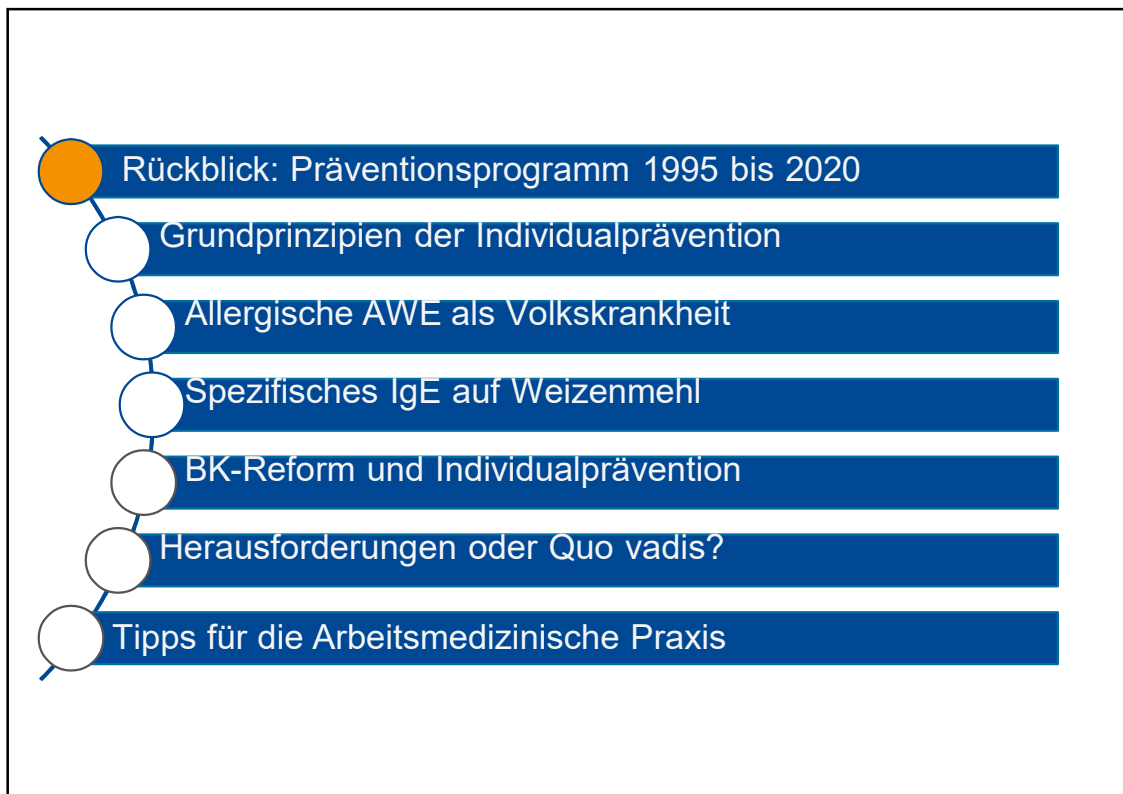 Rückblick: Präventionsprogramm 1995 bis 2020
Grundprinzipien der Individualprävention
Allergische AWE als Volkskrankheit
Spezifisches IgE auf Weizenmehl
BK-Reform und Individualprävention
Herausforderungen oder Quo vadis?
Tipps für die Arbeitsmedizinische Praxis